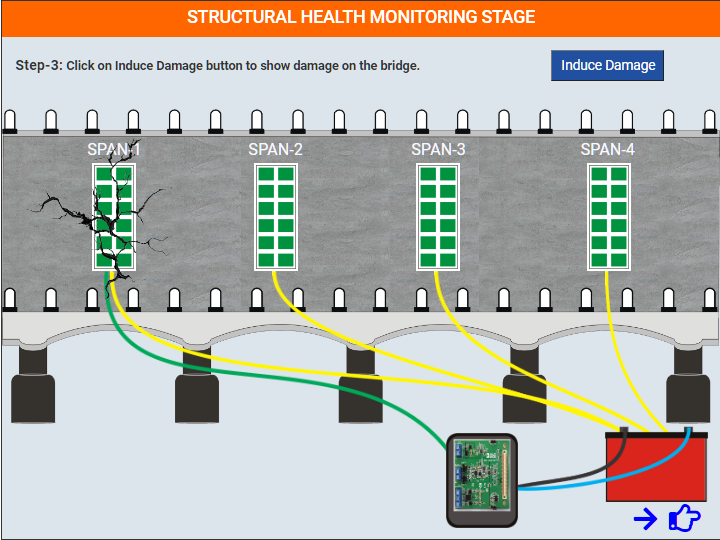 STRUCTURAL HEALTH MONITORING STAGE
Step-3: Click on Induce Damage button to show damage on the bridge.
Induce Damage
SPAN-1
SPAN-2
SPAN-3
SPAN-4